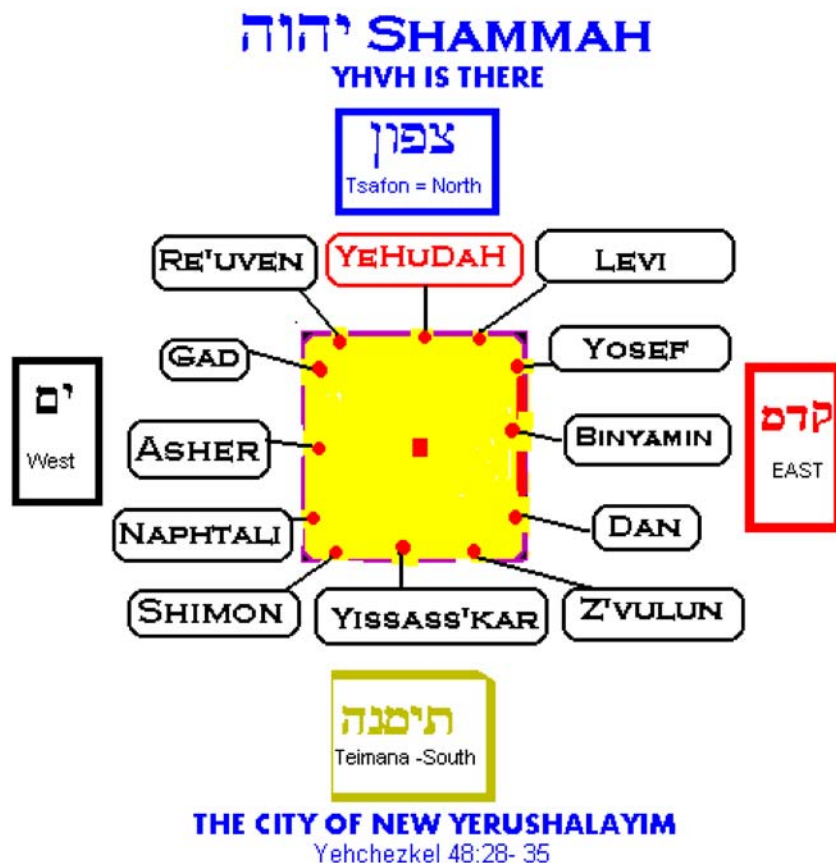 יהוה SHAMMAH
YHVH IS THERE
צפון
Tsafon = North
RE'UVEN
YEHUDAH
LEVI
GAD
YOSEF
ים
West
ASHER
BINYAMIN
קדמ
EAST
NAPHTALI
DAN
SHIMON
YISSASS'KAR
Z'VULUN
תימנה
Teimana -South
THE CITY OF NEW YERUSHALAYIM
Yehchezkel 48:28- 35